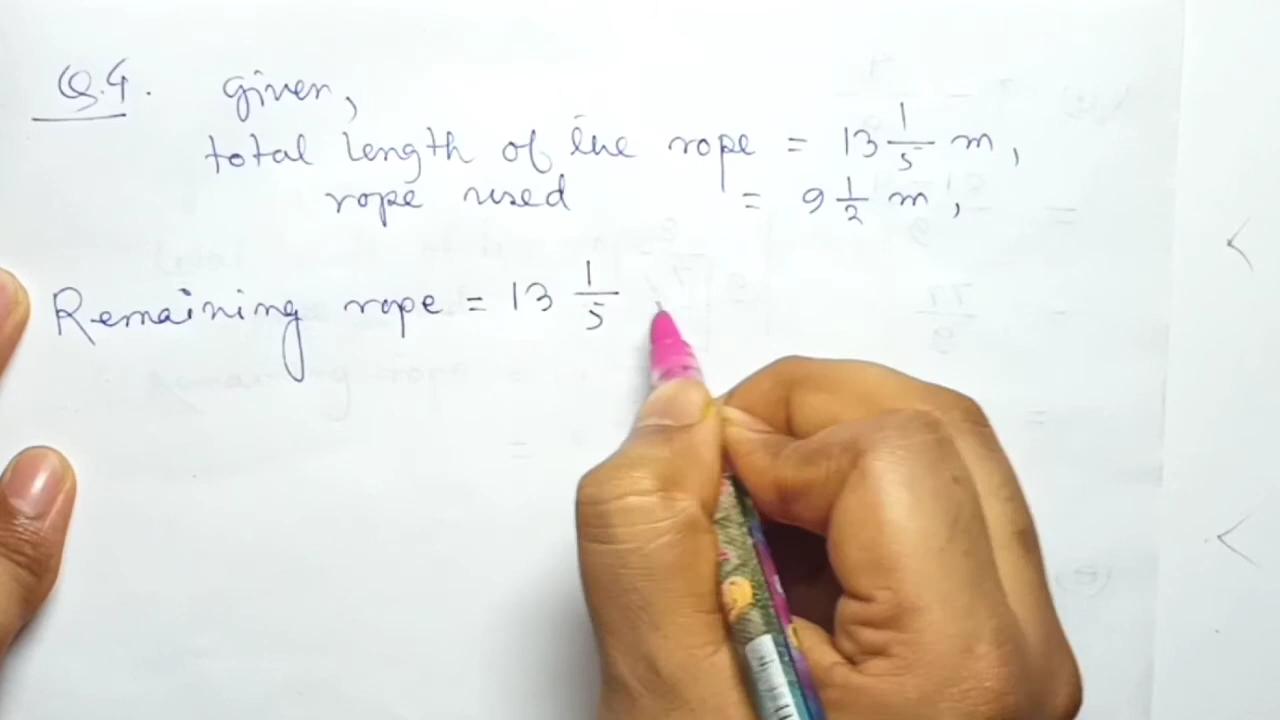 Q.4. given,
total length of the rope = 13 1/5 m,
rope used = 9 1/2 m,
Remaining rope = 13 1/5